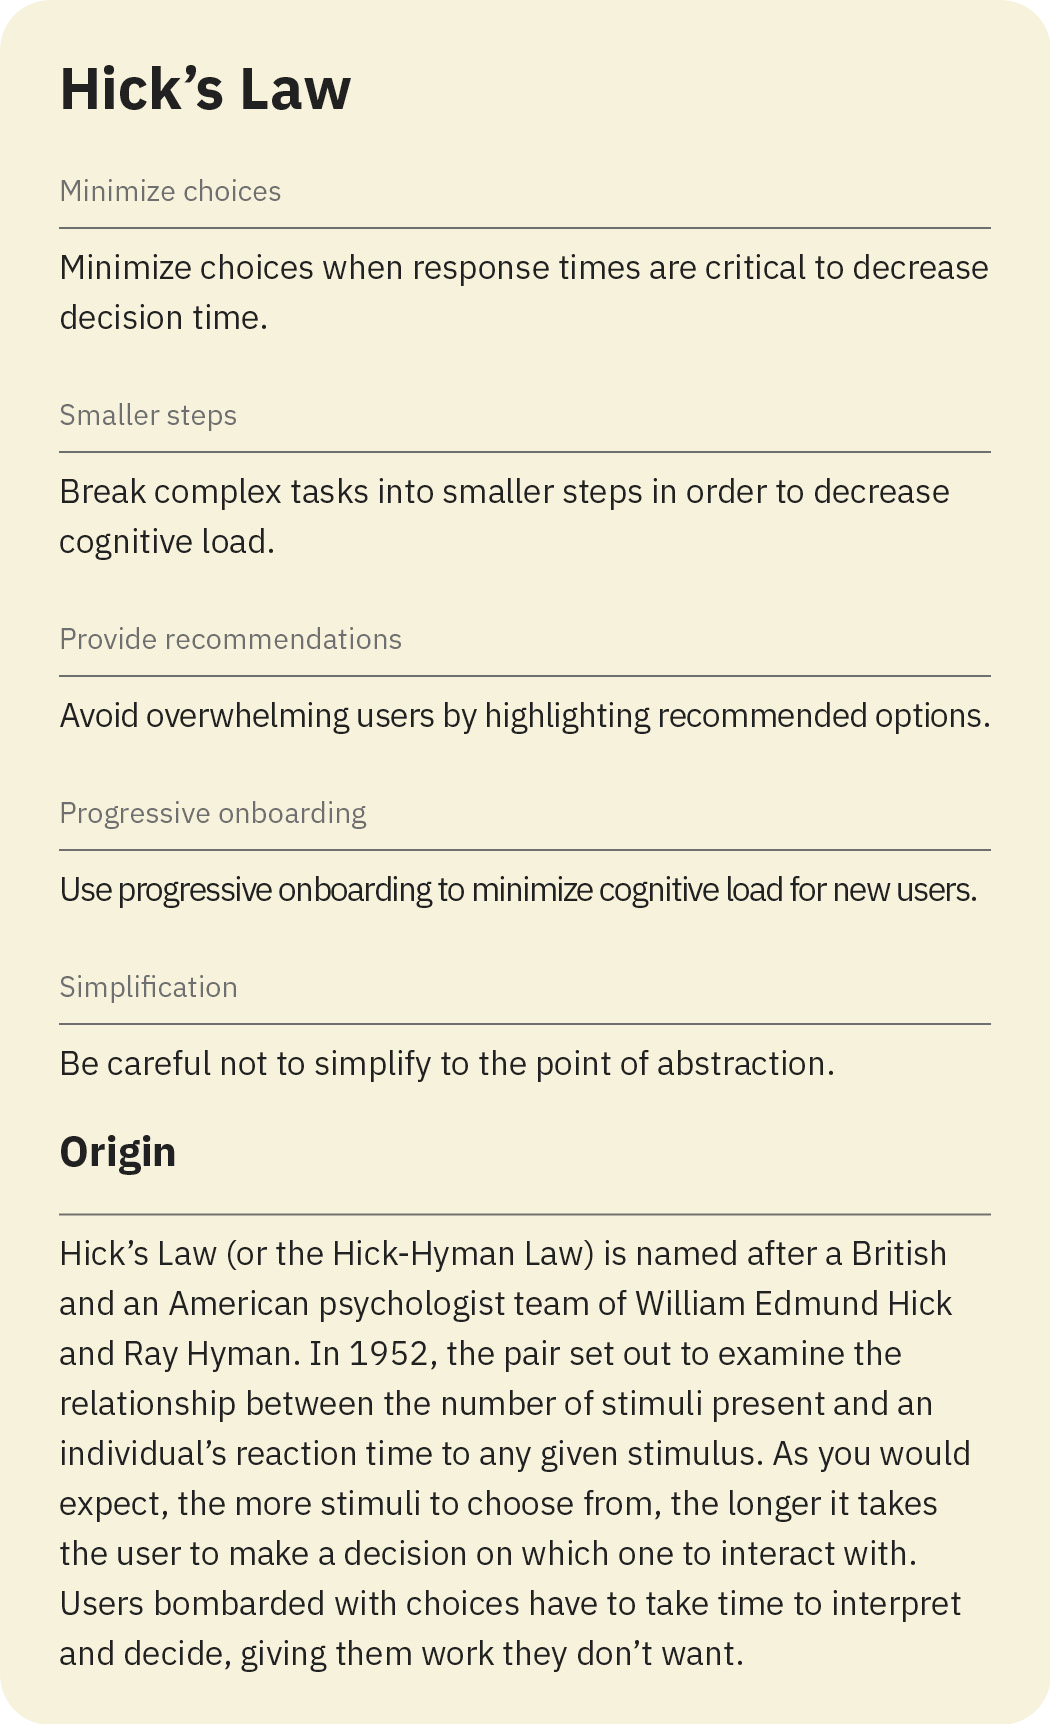 Hick’s Law
Minimize choices
Minimize choices when response times are critical to decrease
decision time.
Smaller steps
Break complex tasks into smaller steps in order to decrease
cognitive load.
Provide recommendations
Avoid overwhelming users by highlighting recommended options.
Progressive onboarding
Use progressive onboarding to minimize cognitive load for new users.
Simplification
Be careful not to simplify to the point of abstraction.
Origin
Hick’s Law (or the Hick-Hyman Law) is named after a British
and an American psychologist team of William Edmund Hick
and Ray Hyman. In 1952, the pair set out to examine the
relationship between the number of stimuli present and an
individual’s reaction time to any given stimulus. As you would
expect, the more stimuli to choose from, the longer it takes
the user to make a decision on which one to interact with.
Users bombarded with choices have to take time to interpret
and decide, giving them work they don’t want.